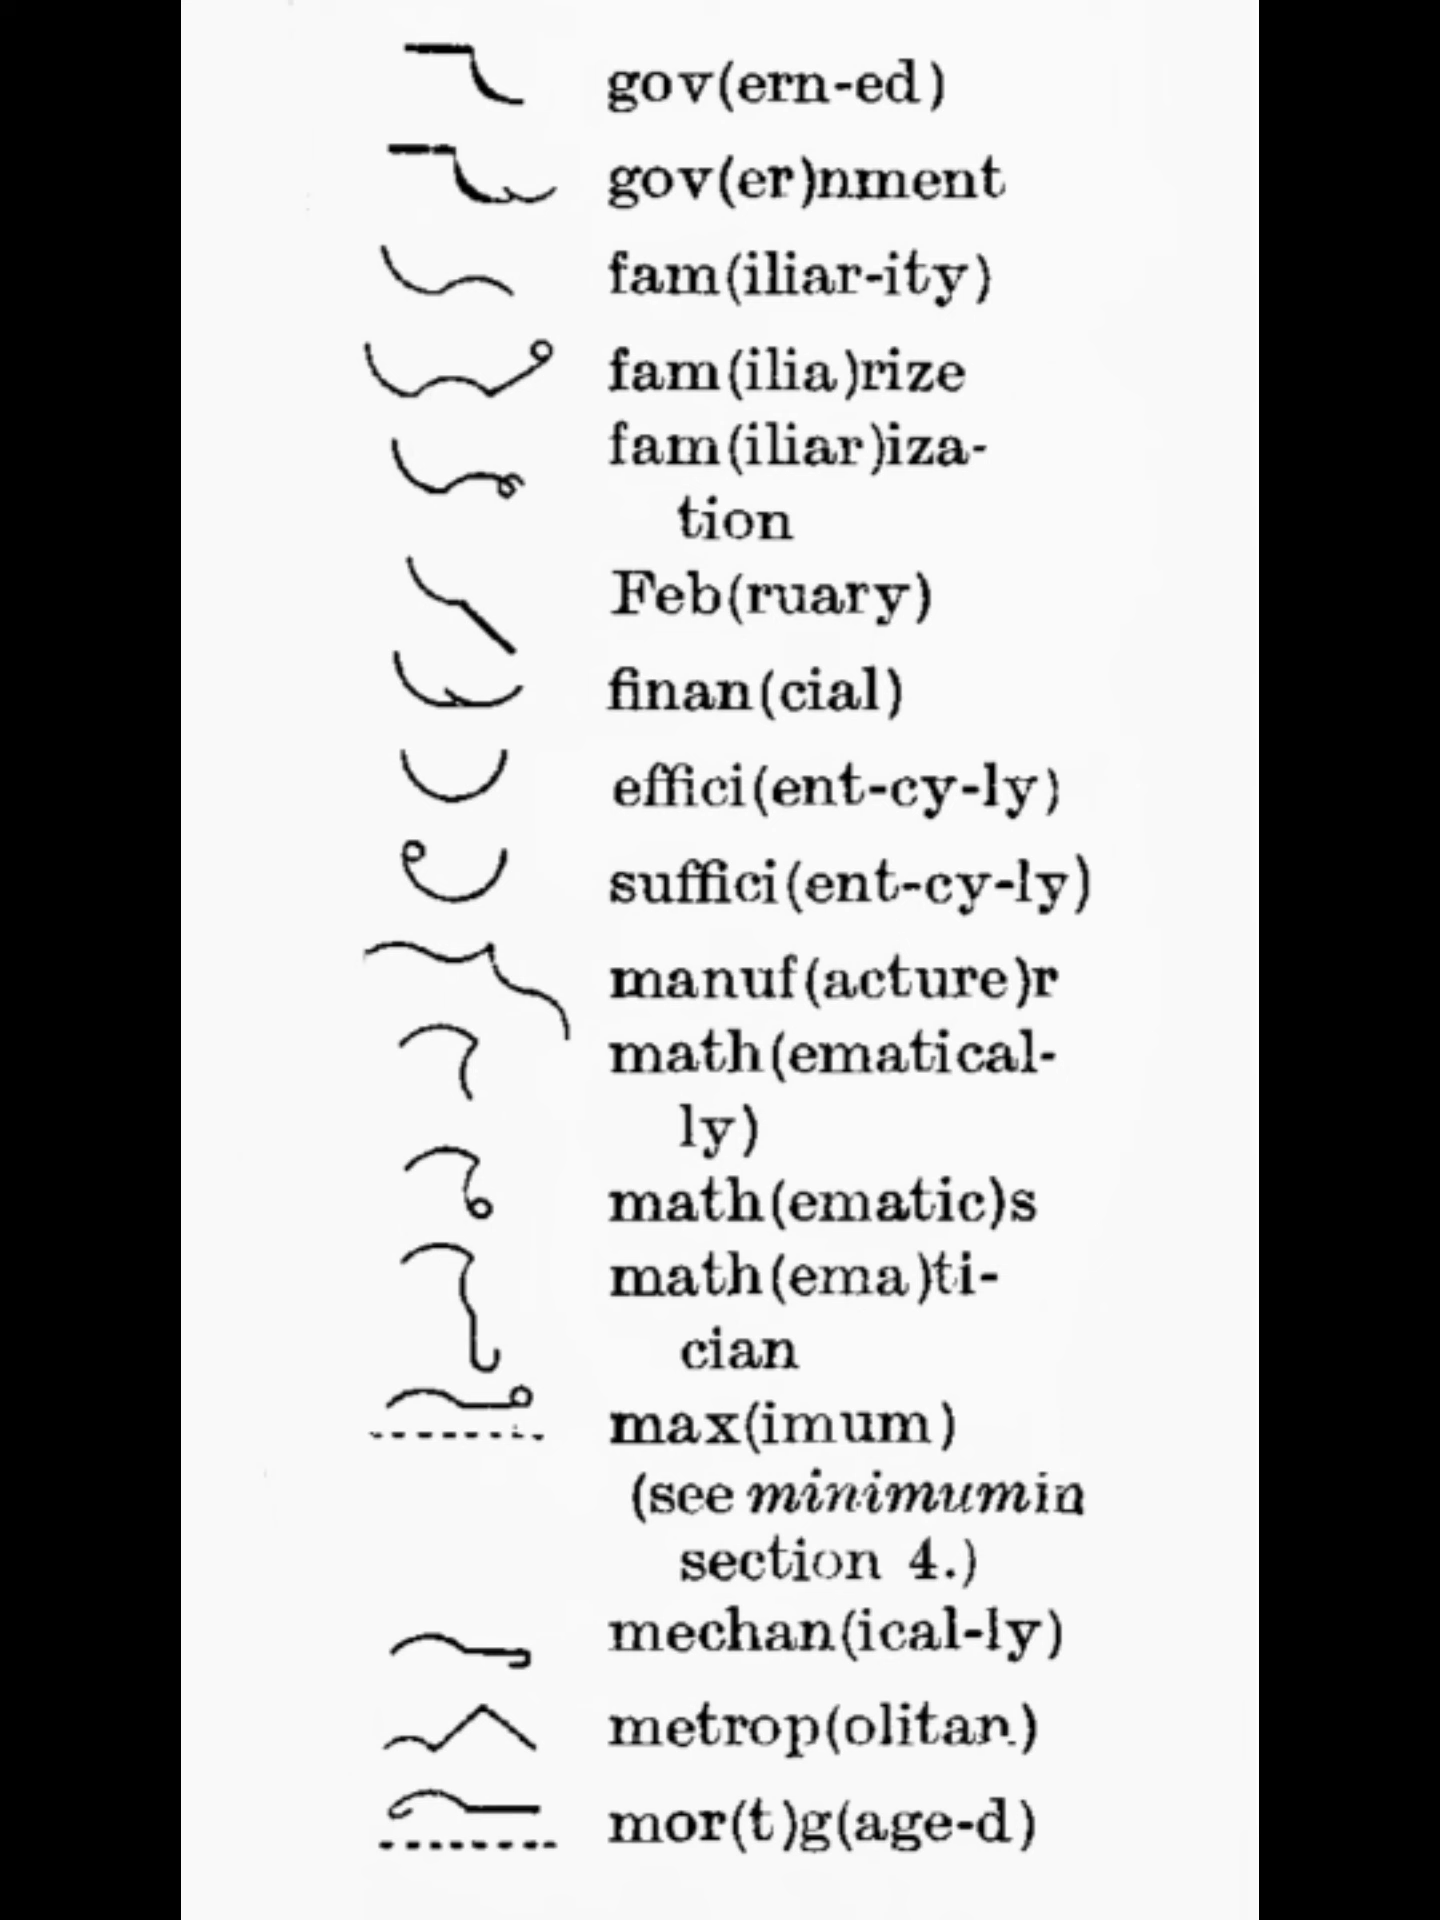 gov(ern-ed)
gov(er)nment
fam(iliar-ity)
fam(ilia)rize
fam(iliar)iza-
tion
Feb(ruary)
finan(cial)
effici(ent-cy-ly)
suffici(ent-cy-ly)
manuf(acture)r
math(ematical-
ly)
math(ematic)s
math(ema)ti-
cian
max(imum)
(see minimum in
section 4.)
mechan(ical-ly)
metrop(olitan)
mor(t)g(age-d)